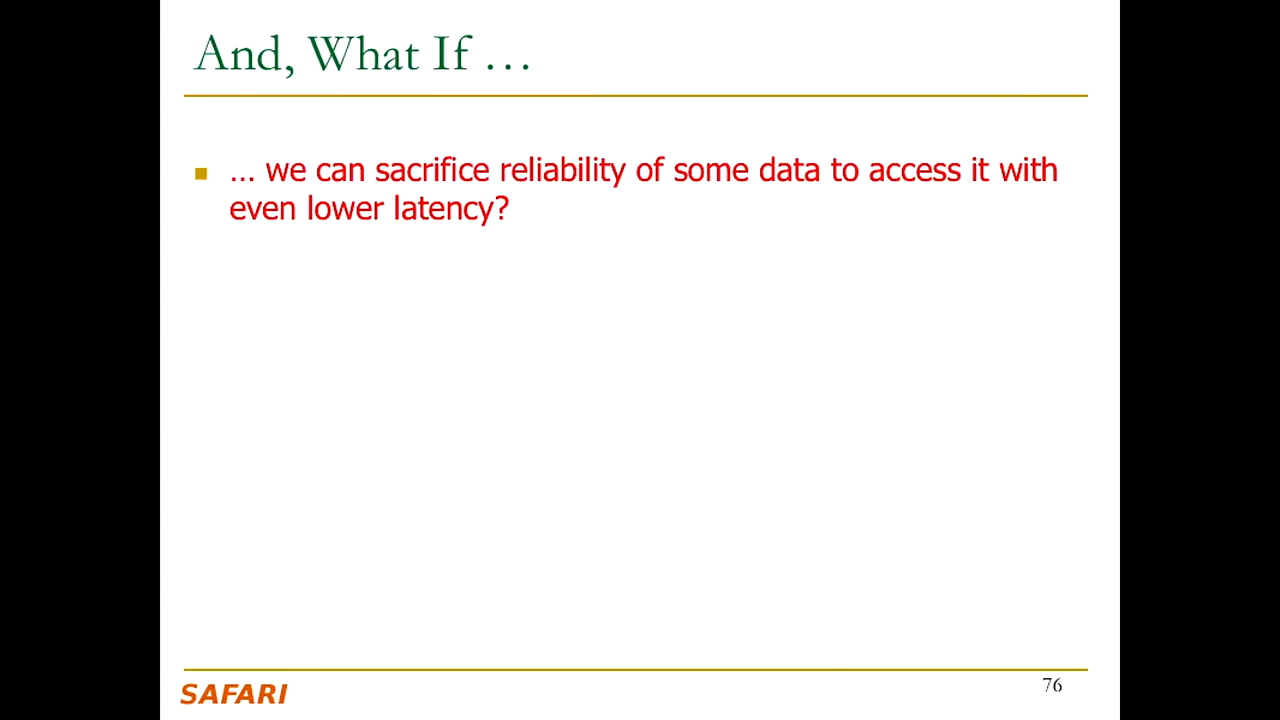 And, What If …
… we can sacrifice reliability of some data to access it with
even lower latency?
SAFARI
76